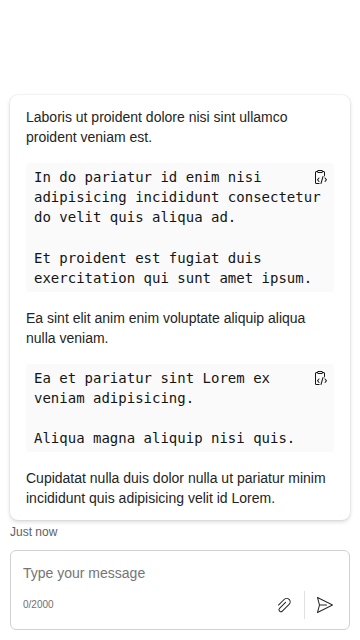 Laboris ut proident dolore nisi sint ullamco
proident veniam est.
In do pariatur id enim nisi
adipisicing incididunt consectetur
do velit quis aliqua ad.
Et proident est fugiat duis
exercitation qui sunt amet ipsum.
Ea sint elit anim enim voluptate aliquip aliqua
nulla veniam.
Ea et pariatur sint Lorem ex
veniam adipisicing.
Aliqua magna aliquip nisi quis.
Cupidatat nulla duis dolor nulla ut pariatur minim
incididunt quis adipisicing velit id Lorem.
Just now
Type your message
0/2000